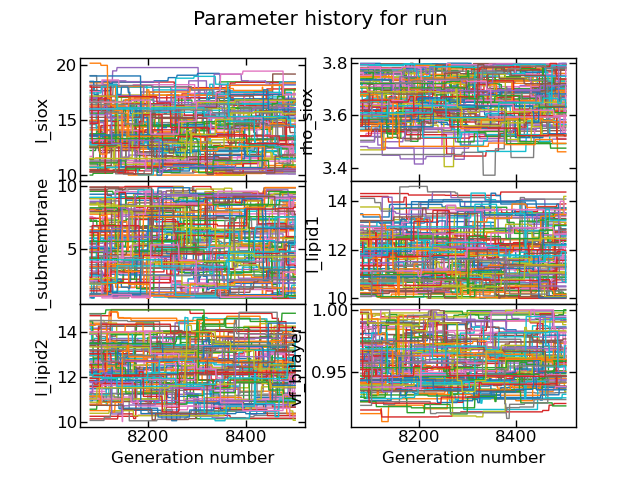 Parameter history for run
20
15
10
l_siox
3.8
3.6
3.4
rho_siox
10
5
l_submembrane
14
12
10
l_lipid1
14
12
10
l_lipid2
1.00
0.95
vf_bilayer
8200
8400
8200
8400
Generation number
Generation number